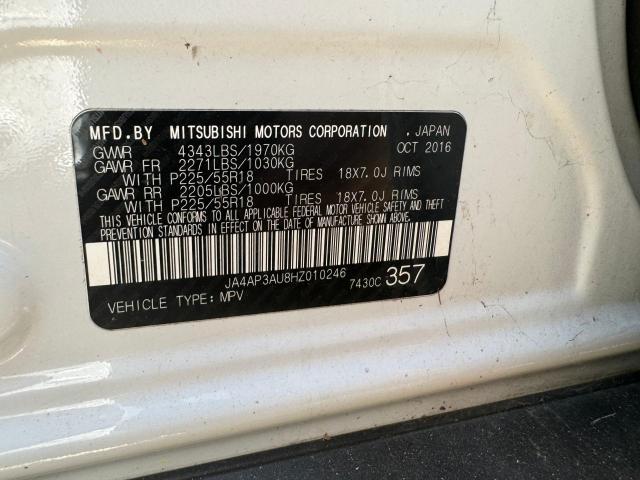 MFD.BY MITSUBISHI MOTORS CORPORATION . JAPAN
GVWR 4343LBS/1970KG OCT 2016
GAWR FR 2271LBS/1030KG
WITH P225/55R18 TIRES 18X7.0J RIMS
GAWR RR 2205LBS/1000KG
WITH P225/55R18 TIRES 18X7.0J RIMS
THIS VEHICLE CONFORMS TO ALL APPLICABLE FEDERAL MOTOR VEHICLE SAFETY AND THEFT
PREVENTION STANDARDS IN EFFECT ON THE DATE OF MANUFACTURE SHOWN ABOVE.
JA4AP3AU8HZ010246
VEHICLE TYPE: MPV 7430C 357